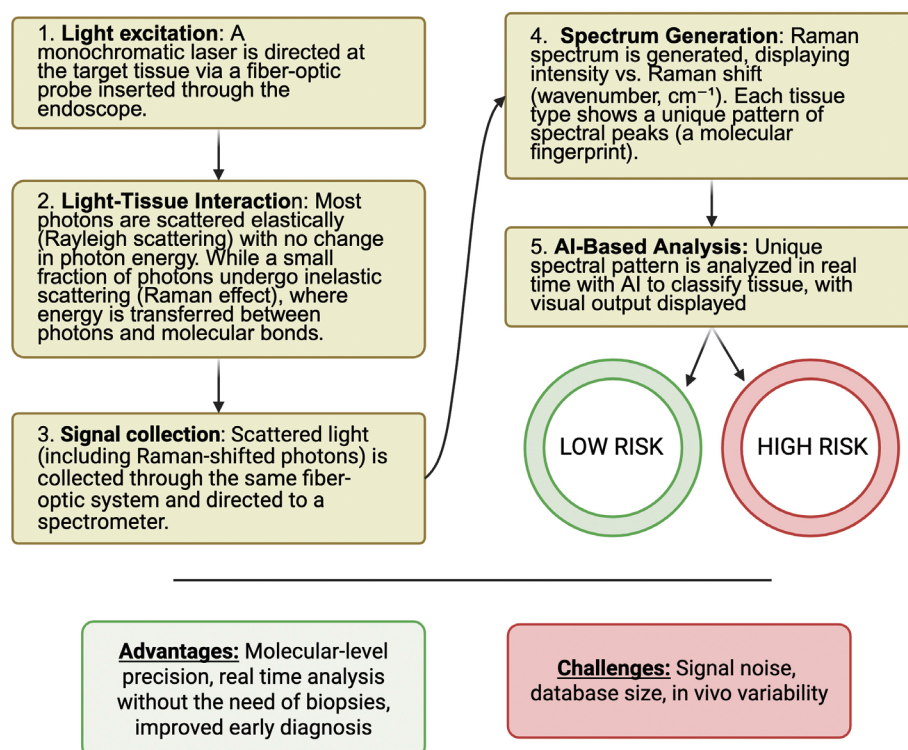 1. Light excitation: A
monochromatic laser is directed at
the target tissue via a fiber-optic
probe inserted through the
endoscope.
2. Light-Tissue Interaction: Most
photons are scattered elastically
(Rayleigh scattering) with no change
in photon energy. While a small
fraction of photons undergo inelastic
scattering (Raman effect), where
energy is transferred between
photons and molecular bonds.
3. Signal collection: Scattered light
(including Raman-shifted photons) is
collected through the same fiber-
optic system and directed to a
spectrometer.
4. Spectrum Generation: Raman
spectrum is generated, displaying
intensity vs. Raman shift
(wavenumber, cm⁻¹). Each tissue
type shows a unique pattern of
spectral peaks (a molecular
fingerprint).
5. AI-Based Analysis: Unique
spectral pattern is analyzed in real
time with AI to classify tissue, with
visual output displayed
LOW RISK
HIGH RISK
Advantages: Molecular-level
precision, real time analysis
without the need of biopsies,
improved early diagnosis
Challenges: Signal noise,
database size, in vivo variability